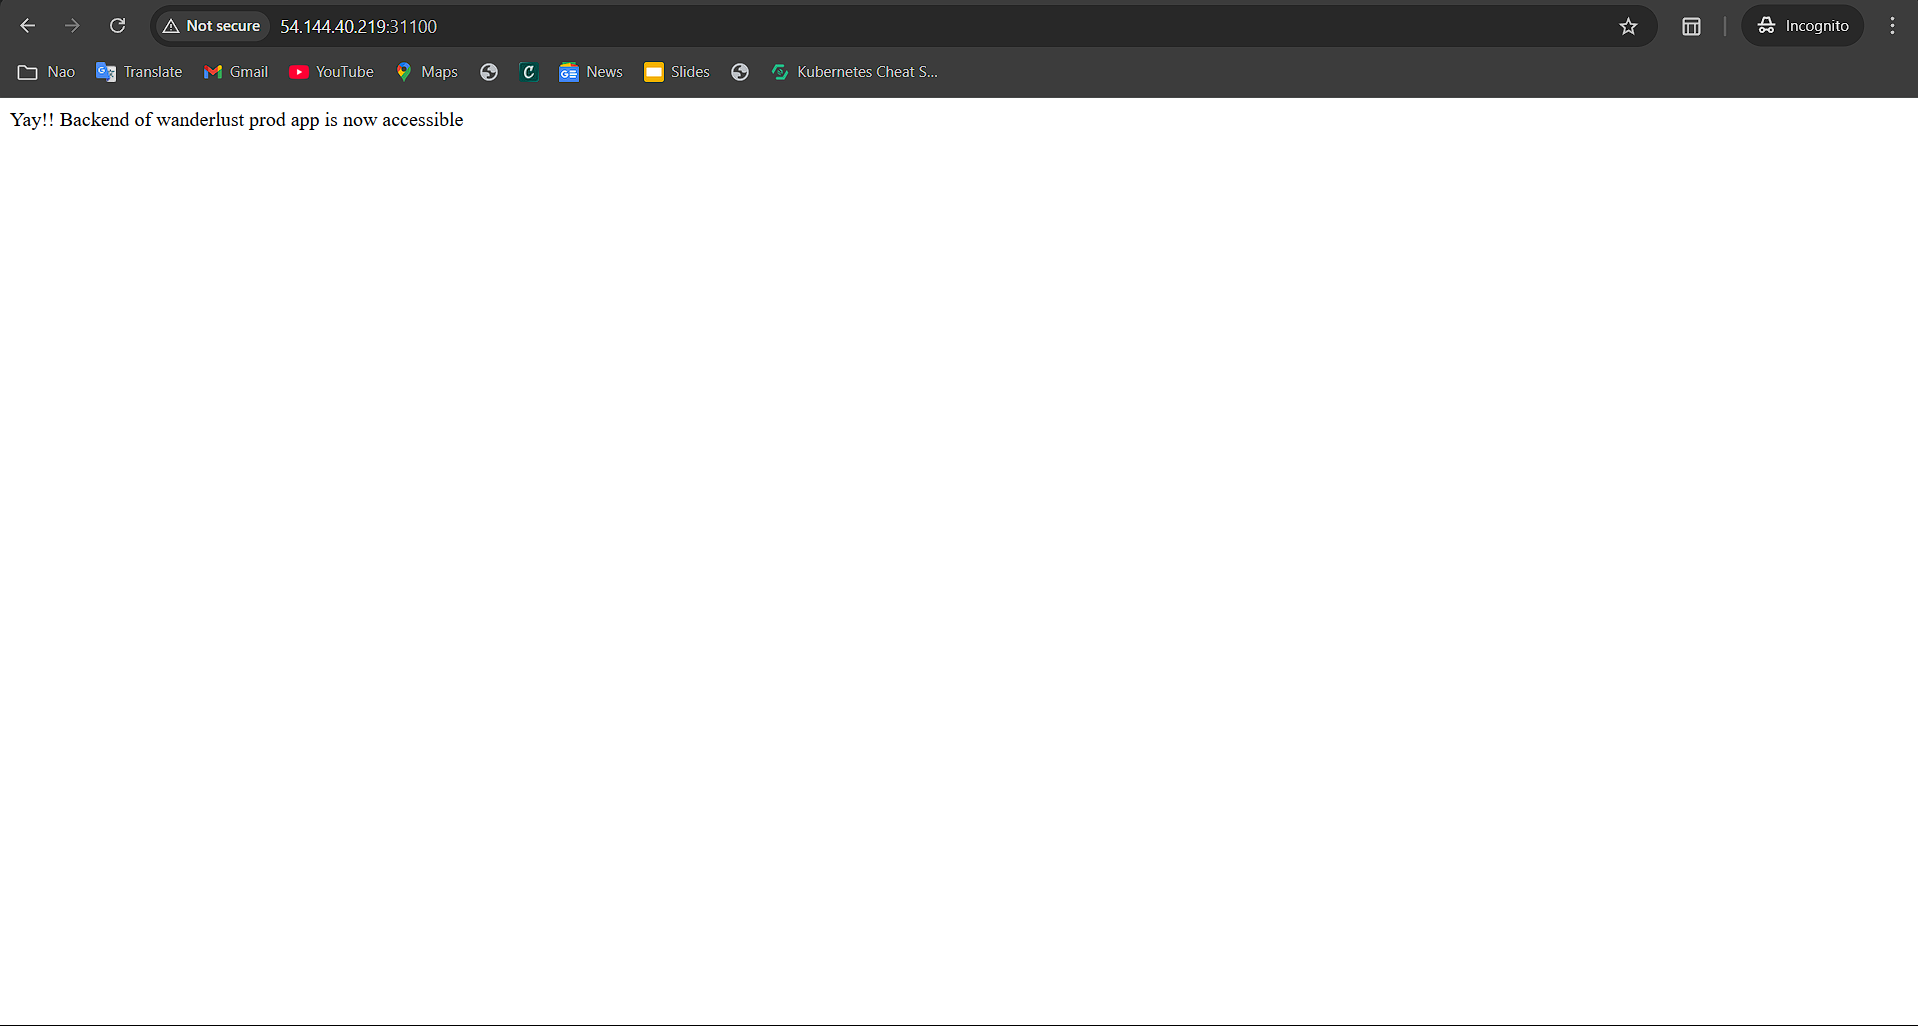 Not secure 54.144.40.219:31100 Incognito
Nao Translate Gmail YouTube Maps News Slides Kubernetes Cheat S...
Yay!! Backend of wanderlust prod app is now accessible